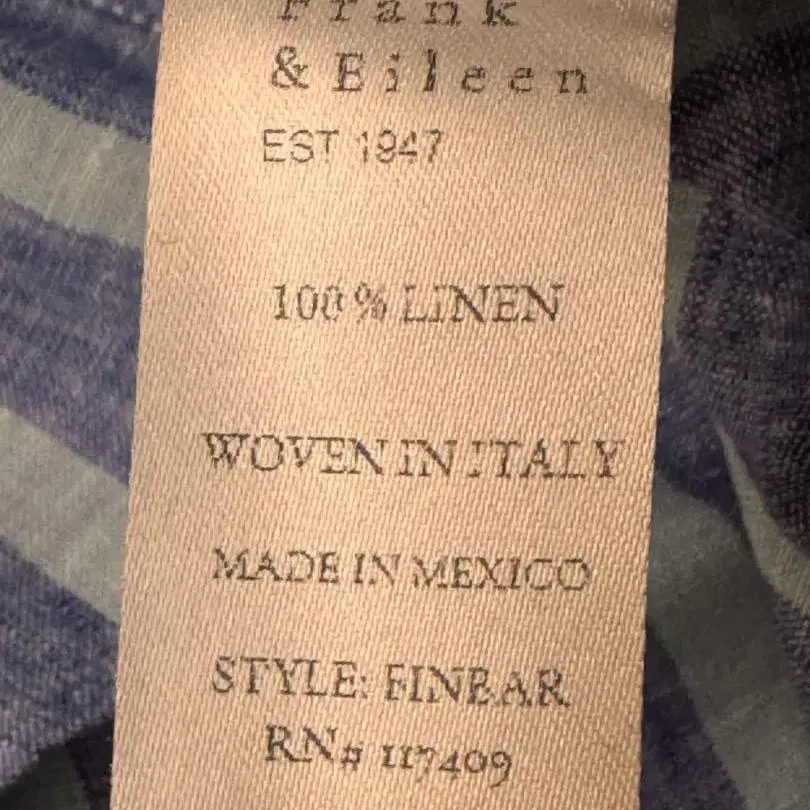 Frank
& Eileen
EST 1947
100% LINEN
WOVEN IN ITALY
MADE IN MEXICO
STYLE: FINBAR
RN# 117409